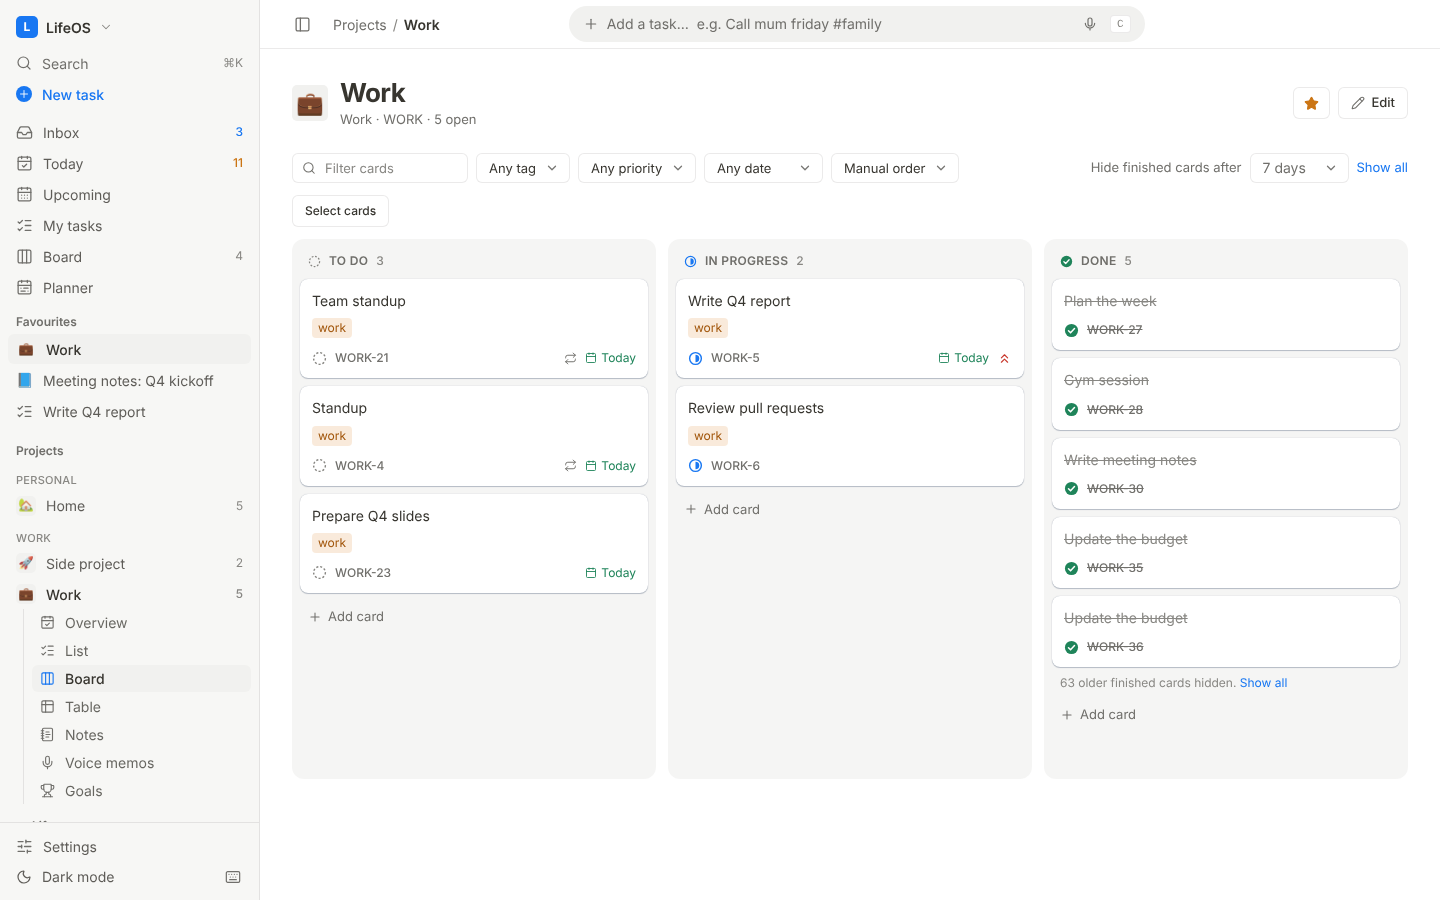 L LifeOS
Search ⌘K
New task
Inbox 3
Today 11
Upcoming
My tasks
Board 4
Planner
Favourites
Work
Meeting notes: Q4 kickoff
Write Q4 report
Projects
PERSONAL
Home 5
WORK
Side project 2
Work 5
Overview
List
Board
Table
Notes
Voice memos
Goals
Settings
Dark mode
Projects / Work
Add a task... e.g. Call mum friday #family C
Work
Work · WORK · 5 open
Edit
Filter cards
Any tag
Any priority
Any date
Manual order
Hide finished cards after 7 days Show all
Select cards
TO DO 3
Team standup
work
WORK-21 Today
Standup
work
WORK-4 Today
Prepare Q4 slides
work
WORK-23 Today
+ Add card
IN PROGRESS 2
Write Q4 report
work
WORK-5 Today
Review pull requests
work
WORK-6
+ Add card
DONE 5
Plan the week
WORK-27
Gym session
WORK-28
Write meeting notes
WORK-30
Update the budget
WORK-35
Update the budget
WORK-36
63 older finished cards hidden. Show all
+ Add card